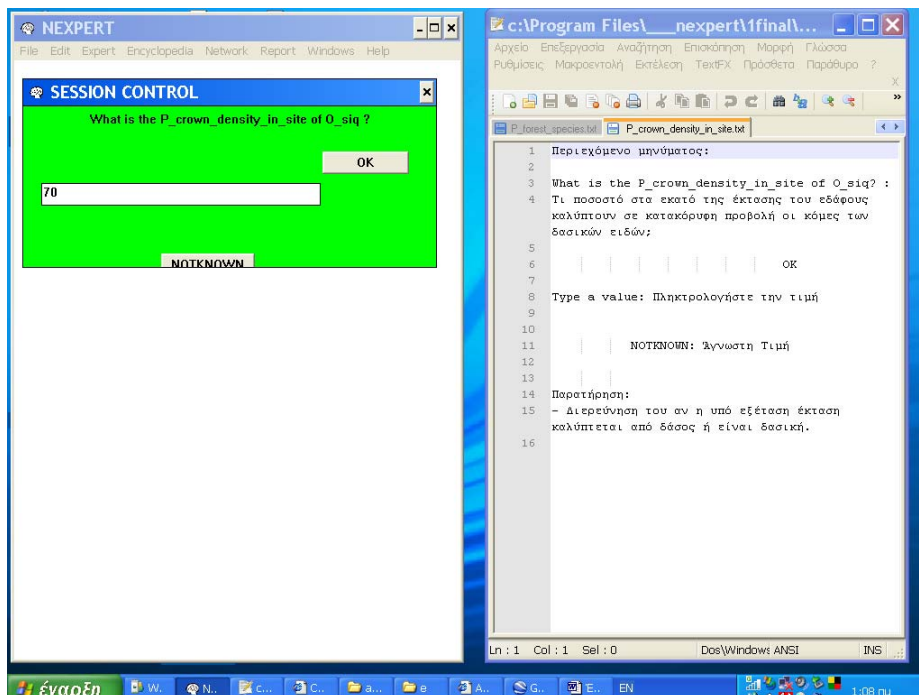 NEXPERT
File Edit Expert Encyclopedia Network Report Windows Help
SESSION CONTROL
What is the P_crown_density_in_site of O_siq ?
OK
70
NOTKNOWN
c:\Program Files\___nexpert\1final\...
Αρχείο Επεξεργασία Αναζήτηση Επισκόπηση Μορφή Γλώσσα
Ρυθμίσεις Μακροεντολή Εκτέλεση TextFX Πρόσθετα Παράθυρο ?
X
P_forest_species.txt P_crown_density_in_site.txt
1 Περιεχόμενο μηνύματος:
2
3 What is the P_crown_density_in_site of O_siq? :
4 Τι ποσοστό στα εκατό της έκτασης του εδάφους
καλύπτουν σε κατακόρυφη προβολή οι κόμες των
δασικών ειδών;
5
6 OK
7
8 Type a value: Πληκτρολογήστε την τιμή
9
10
11 NOTKNOWN: Άγνωστη Τιμή
12
13
14 Παρατήρηση:
15 - Διερεύνηση του αν η υπό εξέταση έκταση
καλύπτεται από δάσος ή είναι δασική.
16
Ln : 1 Col : 1 Sel : 0 Dos\Windows ANSI INS
έναρξη W. N.. c... C.. a... e A.. G.. E.. EN 1:08 πμ